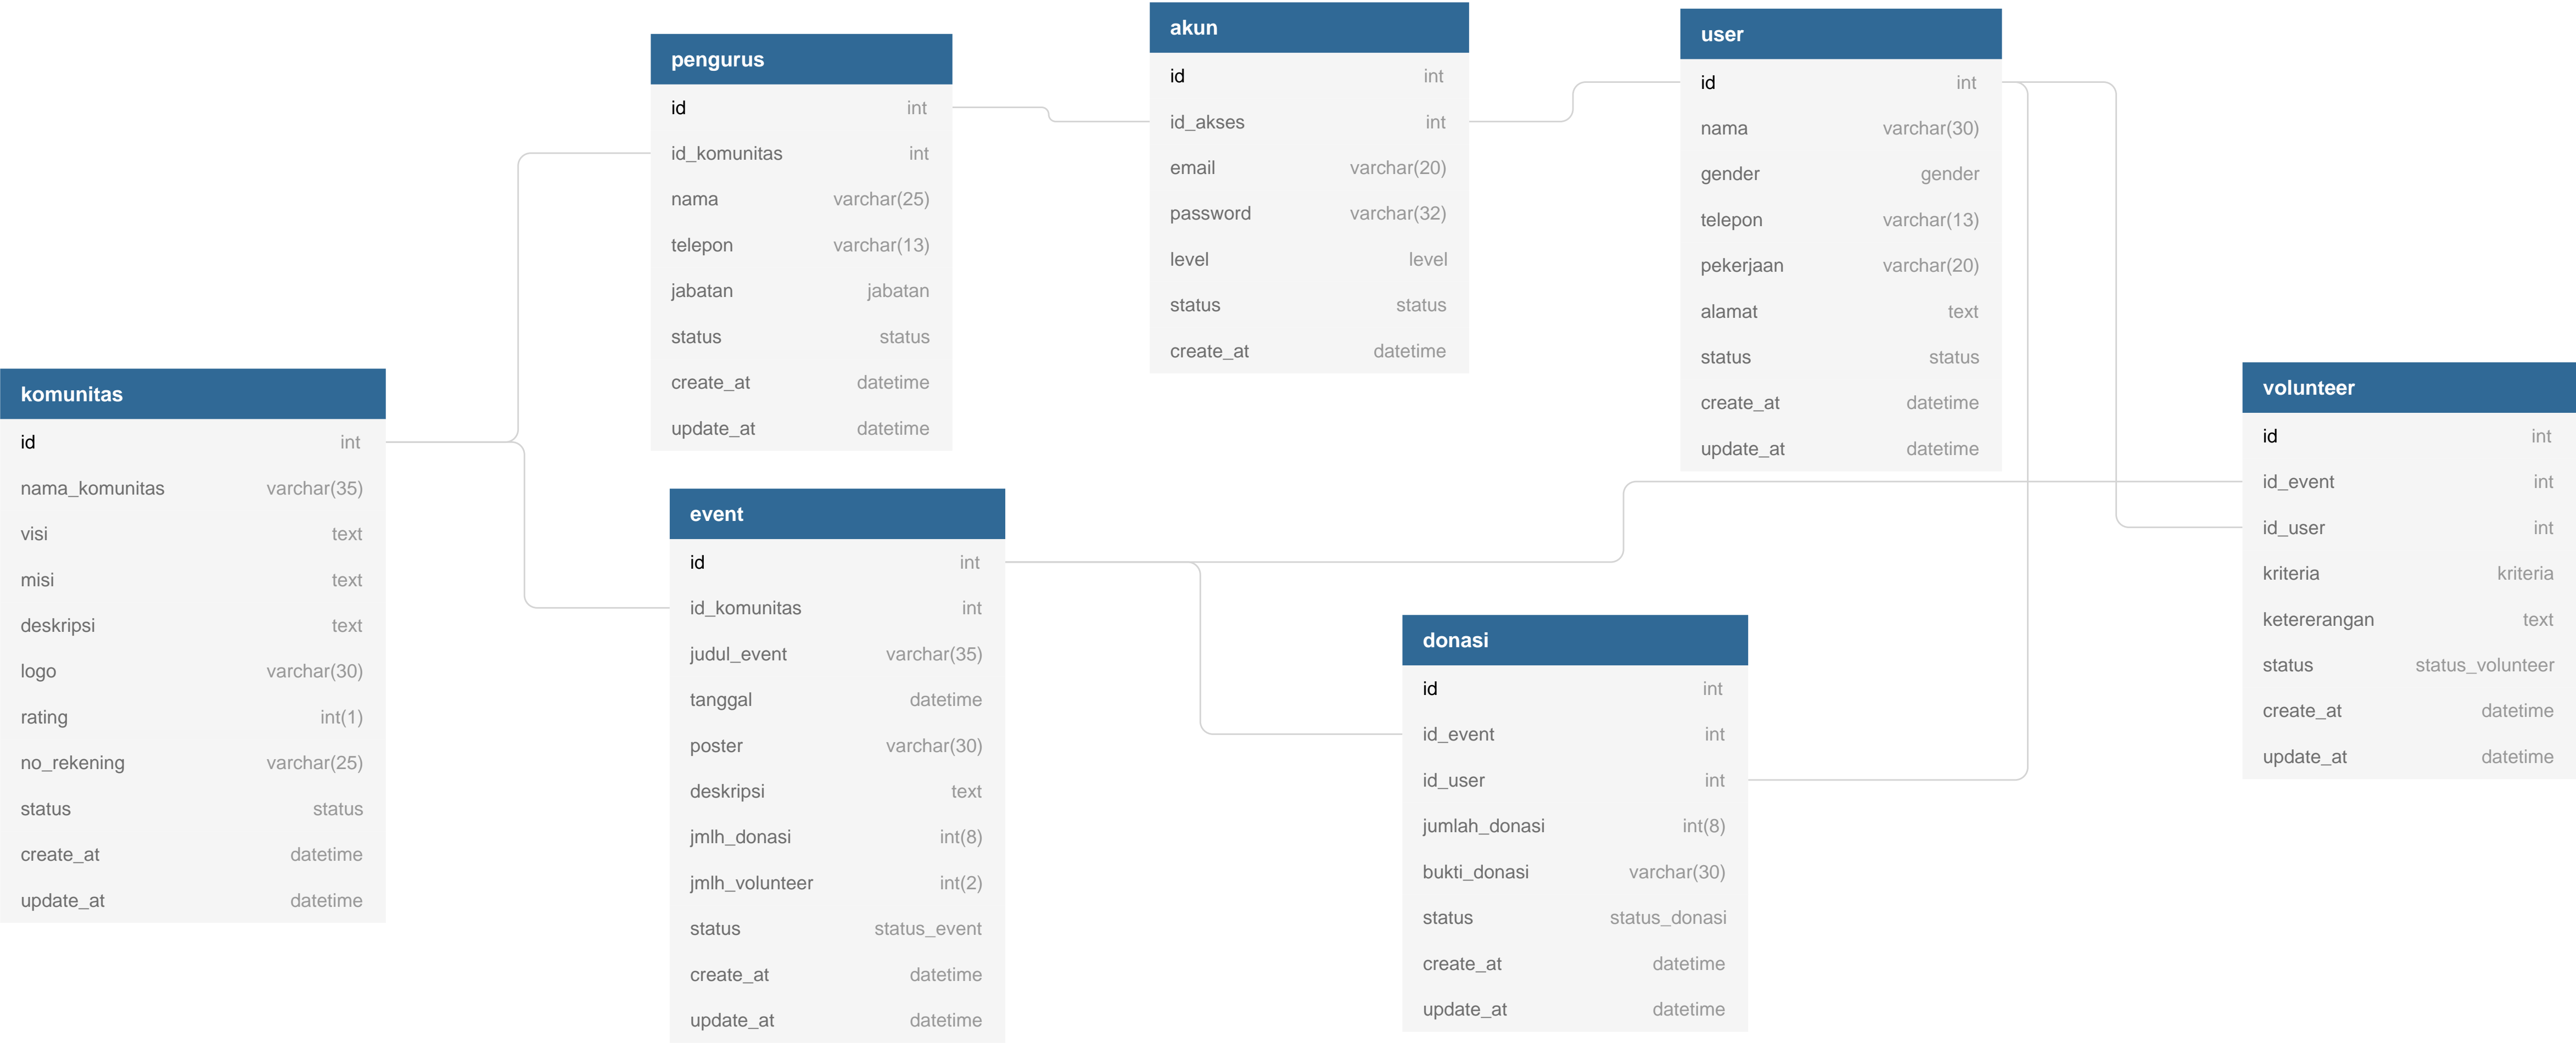 komunitas
id int
nama_komunitas varchar(35)
visi text
misi text
deskripsi text
logo varchar(30)
rating int(1)
no_rekening varchar(25)
status status
create_at datetime
update_at datetime
pengurus
id int
id_komunitas int
nama varchar(25)
telepon varchar(13)
jabatan jabatan
status status
create_at datetime
update_at datetime
event
id int
id_komunitas int
judul_event varchar(35)
tanggal datetime
poster varchar(30)
deskripsi text
jmlh_donasi int(8)
jmlh_volunteer int(2)
status status_event
create_at datetime
update_at datetime
akun
id int
id_akses int
email varchar(20)
password varchar(32)
level level
status status
create_at datetime
donasi
id int
id_event int
id_user int
jumlah_donasi int(8)
bukti_donasi varchar(30)
status status_donasi
create_at datetime
update_at datetime
user
id int
nama varchar(30)
gender gender
telepon varchar(13)
pekerjaan varchar(20)
alamat text
status status
create_at datetime
update_at datetime
volunteer
id int
id_event int
id_user int
kriteria kriteria
ketererangan text
status status_volunteer
create_at datetime
update_at datetime